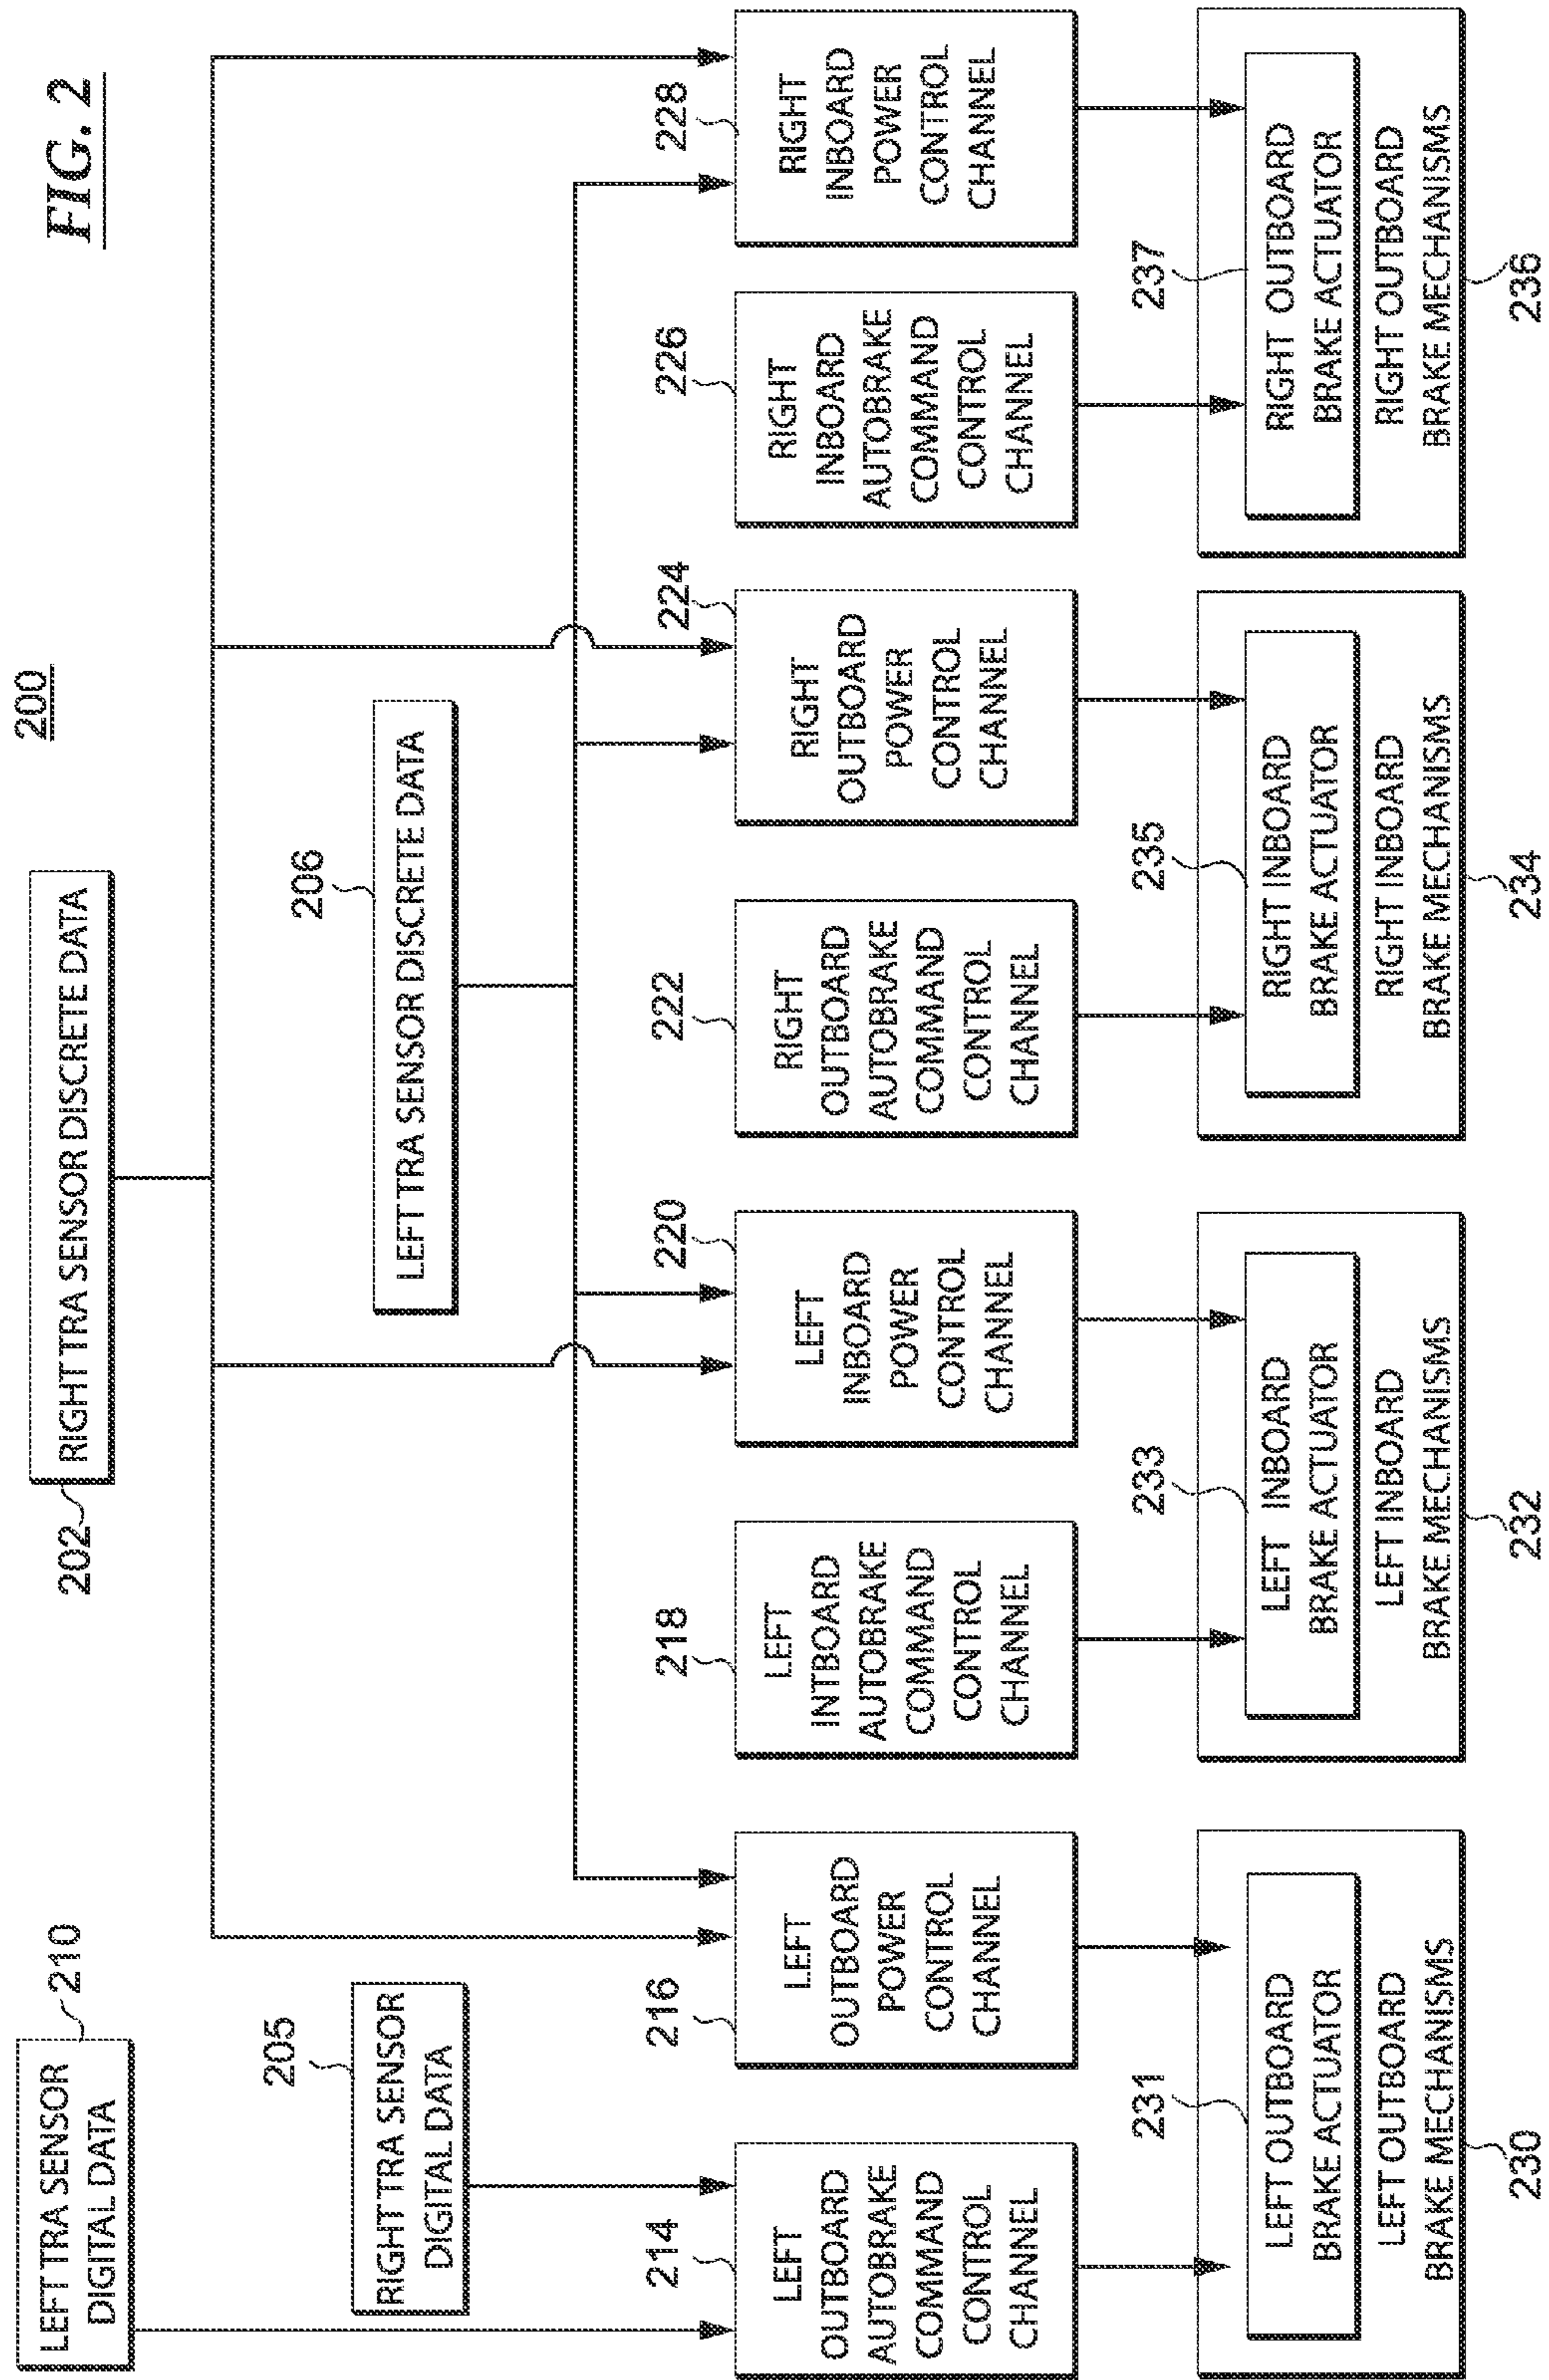 FIG. 2
200
LEFT TRA SENSOR
DIGITAL DATA
210
202
RIGHT TRA SENSOR DISCRETE DATA
205
RIGHT TRA SENSOR
DIGITAL DATA
206
LEFT TRA SENSOR DISCRETE DATA
214
LEFT
OUTBOARD
AUTOBRAKE
COMMAND
CONTROL
CHANNEL
216
LEFT
OUTBOARD
POWER
CONTROL
CHANNEL
218
LEFT
INTBOARD
AUTOBRAKE
COMMAND
CONTROL
CHANNEL
220
LEFT
INBOARD
POWER
CONTROL
CHANNEL
222
RIGHT
OUTBOARD
AUTOBRAKE
COMMAND
CONTROL
CHANNEL
224
RIGHT
OUTBOARD
POWER
CONTROL
CHANNEL
226
RIGHT
INBOARD
AUTOBRAKE
COMMAND
CONTROL
CHANNEL
228
RIGHT
INBOARD
POWER
CONTROL
CHANNEL
231
LEFT OUTBOARD
BRAKE ACTUATOR
LEFT OUTBOARD
BRAKE MECHANISMS
230
233
LEFT INBOARD
BRAKE ACTUATOR
LEFT INBOARD
BRAKE MECHANISMS
232
235
RIGHT INBOARD
BRAKE ACTUATOR
RIGHT INBOARD
BRAKE MECHANISMS
234
237
RIGHT OUTBOARD
BRAKE ACTUATOR
RIGHT OUTBOARD
BRAKE MECHANISMS
236